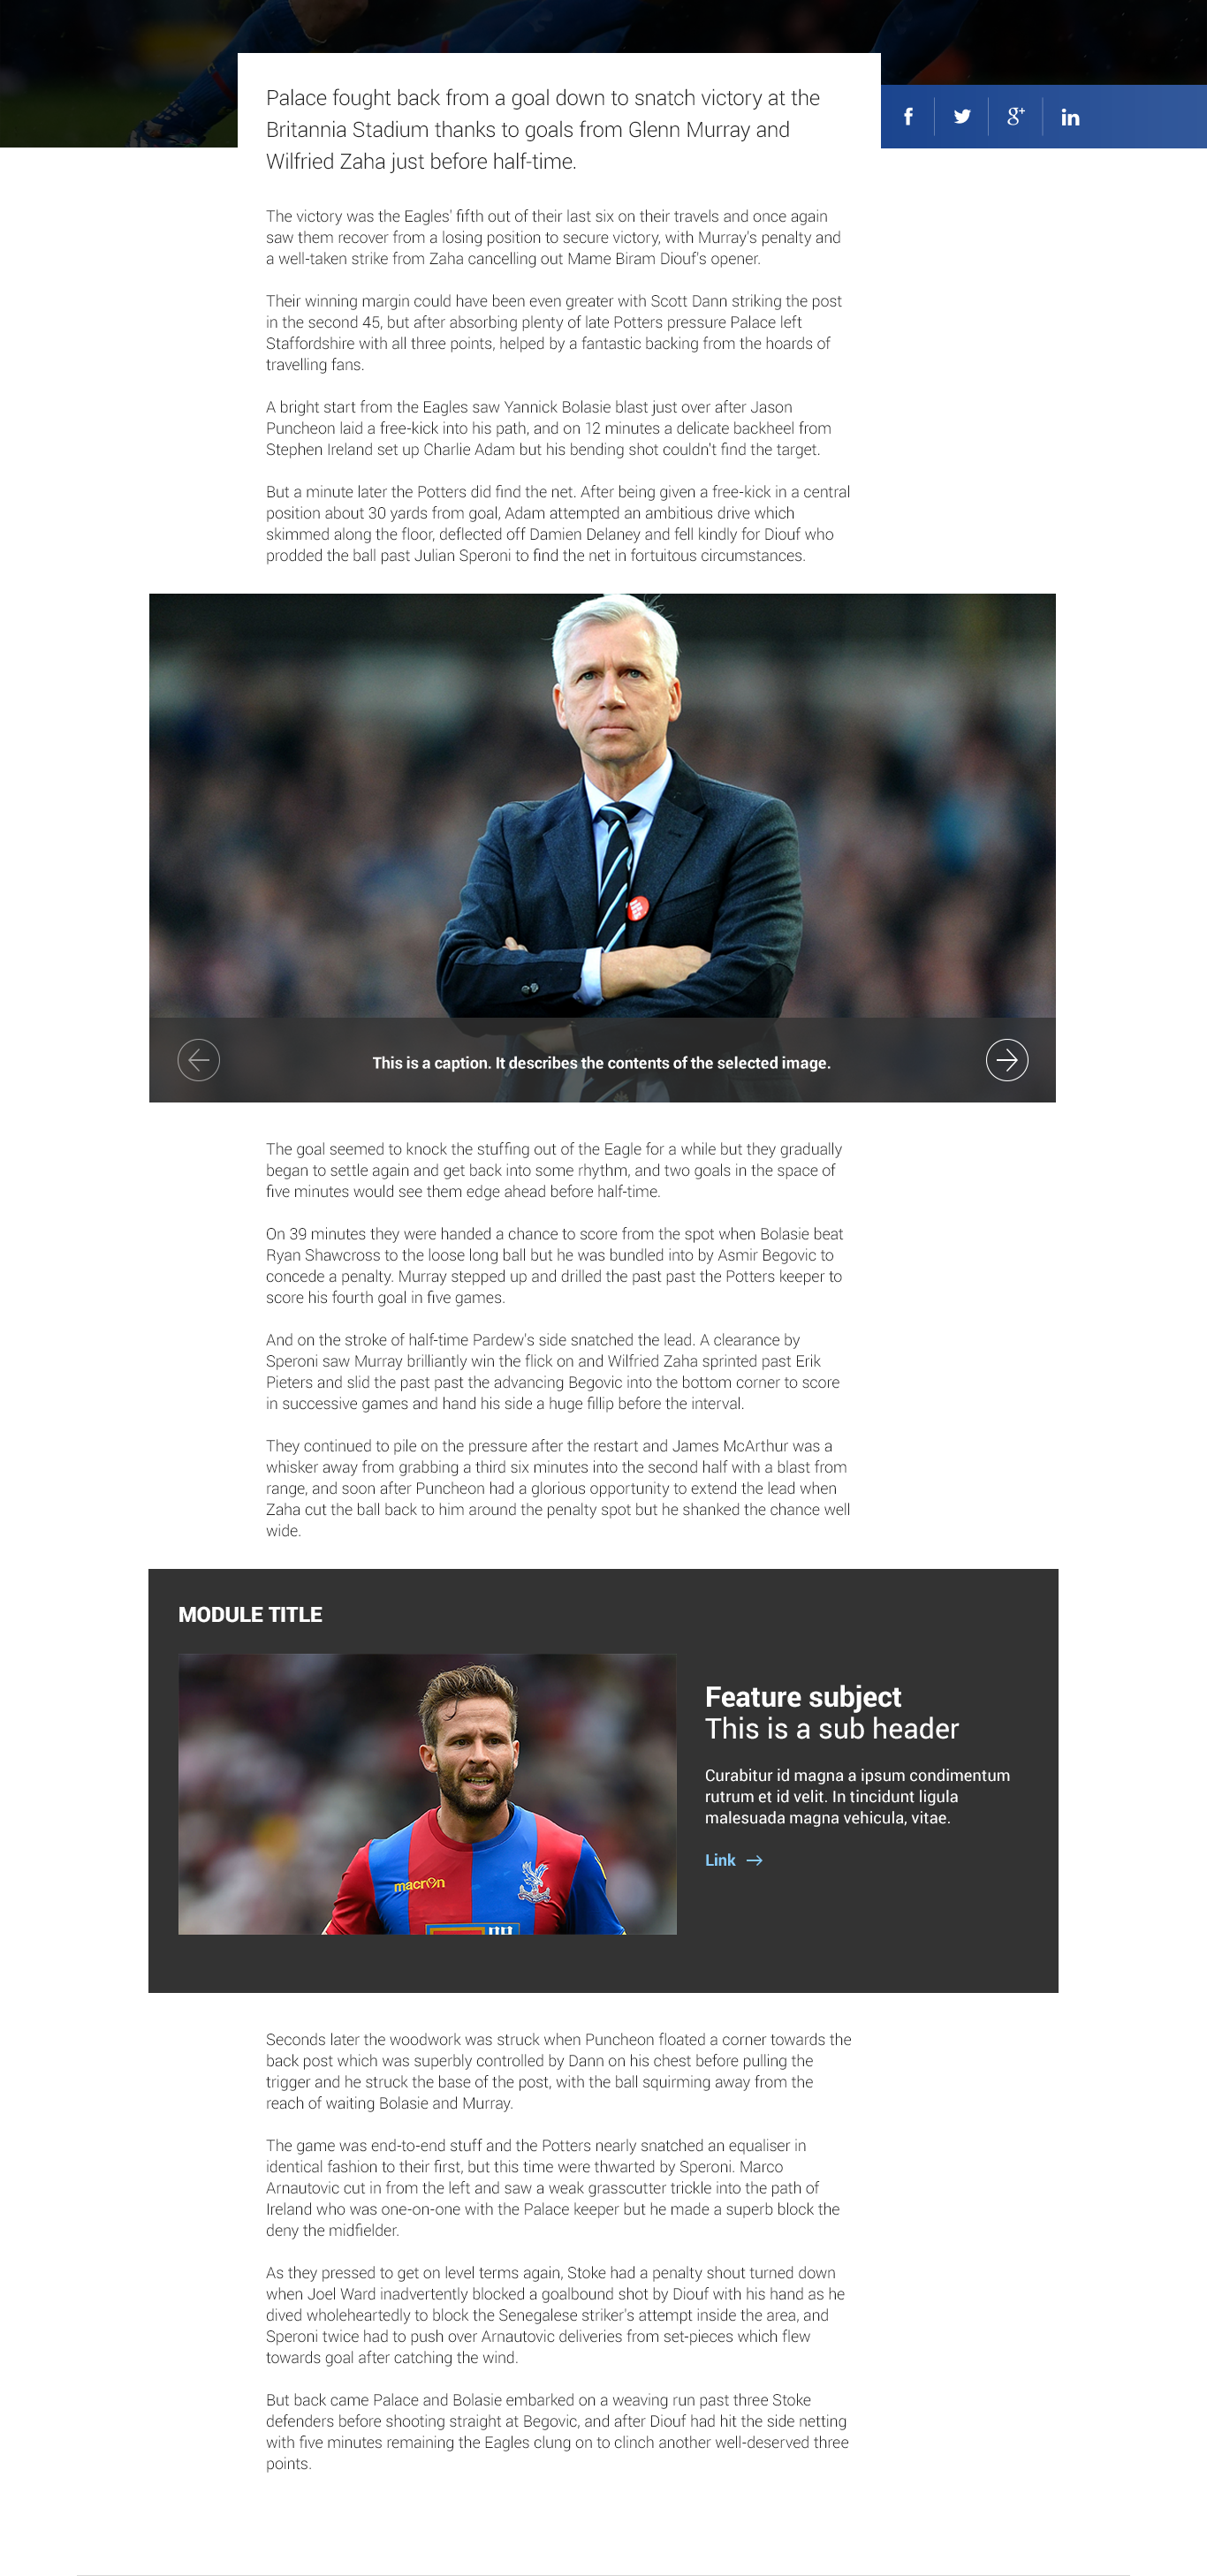 Palace fought back from a goal down to snatch victory at the
Britannia Stadium thanks to goals from Glenn Murray and
Wilfried Zaha just before half-time.
The victory was the Eagles' fifth out of their last six on their travels and once again
saw them recover from a losing position to secure victory, with Murray's penalty and
a well-taken strike from Zaha cancelling out Mame Biram Diouf's opener.
Their winning margin could have been even greater with Scott Dann striking the post
in the second 45, but after absorbing plenty of late Potters pressure Palace left
Staffordshire with all three points, helped by a fantastic backing from the hoards of
travelling fans.
A bright start from the Eagles saw Yannick Bolasie blast just over after Jason
Puncheon laid a free-kick into his path, and on 12 minutes a delicate backheel from
Stephen Ireland set up Charlie Adam but his bending shot couldn't find the target.
But a minute later the Potters did find the net. After being given a free-kick in a central
position about 30 yards from goal, Adam attempted an ambitious drive which
skimmed along the floor, deflected off Damien Delaney and fell kindly for Diouf who
prodded the ball past Julian Speroni to find the net in fortuitous circumstances.
This is a caption. It describes the contents of the selected image.
The goal seemed to knock the stuffing out of the Eagle for a while but they gradually
began to settle again and get back into some rhythm, and two goals in the space of
five minutes would see them edge ahead before half-time.
On 39 minutes they were handed a chance to score from the spot when Bolasie beat
Ryan Shawcross to the loose long ball but he was bundled into by Asmir Begovic to
concede a penalty. Murray stepped up and drilled the past past the Potters keeper to
score his fourth goal in five games.
And on the stroke of half-time Pardew's side snatched the lead. A clearance by
Speroni saw Murray brilliantly win the flick on and Wilfried Zaha sprinted past Erik
Pieters and slid the past past the advancing Begovic into the bottom corner to score
in successive games and hand his side a huge fillip before the interval.
They continued to pile on the pressure after the restart and James McArthur was a
whisker away from grabbing a third six minutes into the second half with a blast from
range, and soon after Puncheon had a glorious opportunity to extend the lead when
Zaha cut the ball back to him around the penalty spot but he shanked the chance well
wide.
MODULE TITLE
macron
Feature subject
This is a sub header
Curabitur id magna a ipsum condimentum
rutrum et id velit. In tincidunt ligula
malesuada magna vehicula, vitae.
Link →
Seconds later the woodwork was struck when Puncheon floated a corner towards the
back post which was superbly controlled by Dann on his chest before pulling the
trigger and he struck the base of the post, with the ball squirming away from the
reach of waiting Bolasie and Murray.
The game was end-to-end stuff and the Potters nearly snatched an equaliser in
identical fashion to their first, but this time were thwarted by Speroni. Marco
Arnautovic cut in from the left and saw a weak grasscutter trickle into the path of
Ireland who was one-on-one with the Palace keeper but he made a superb block the
deny the midfielder.
As they pressed to get on level terms again, Stoke had a penalty shout turned down
when Joel Ward inadvertently blocked a goalbound shot by Diouf with his hand as he
dived wholeheartedly to block the Senegalese striker's attempt inside the area, and
Speroni twice had to push over Arnautovic deliveries from set-pieces which flew
towards goal after catching the wind.
But back came Palace and Bolasie embarked on a weaving run past three Stoke
defenders before shooting straight at Begovic, and after Diouf had hit the side netting
with five minutes remaining the Eagles clung on to clinch another well-deserved three
points.